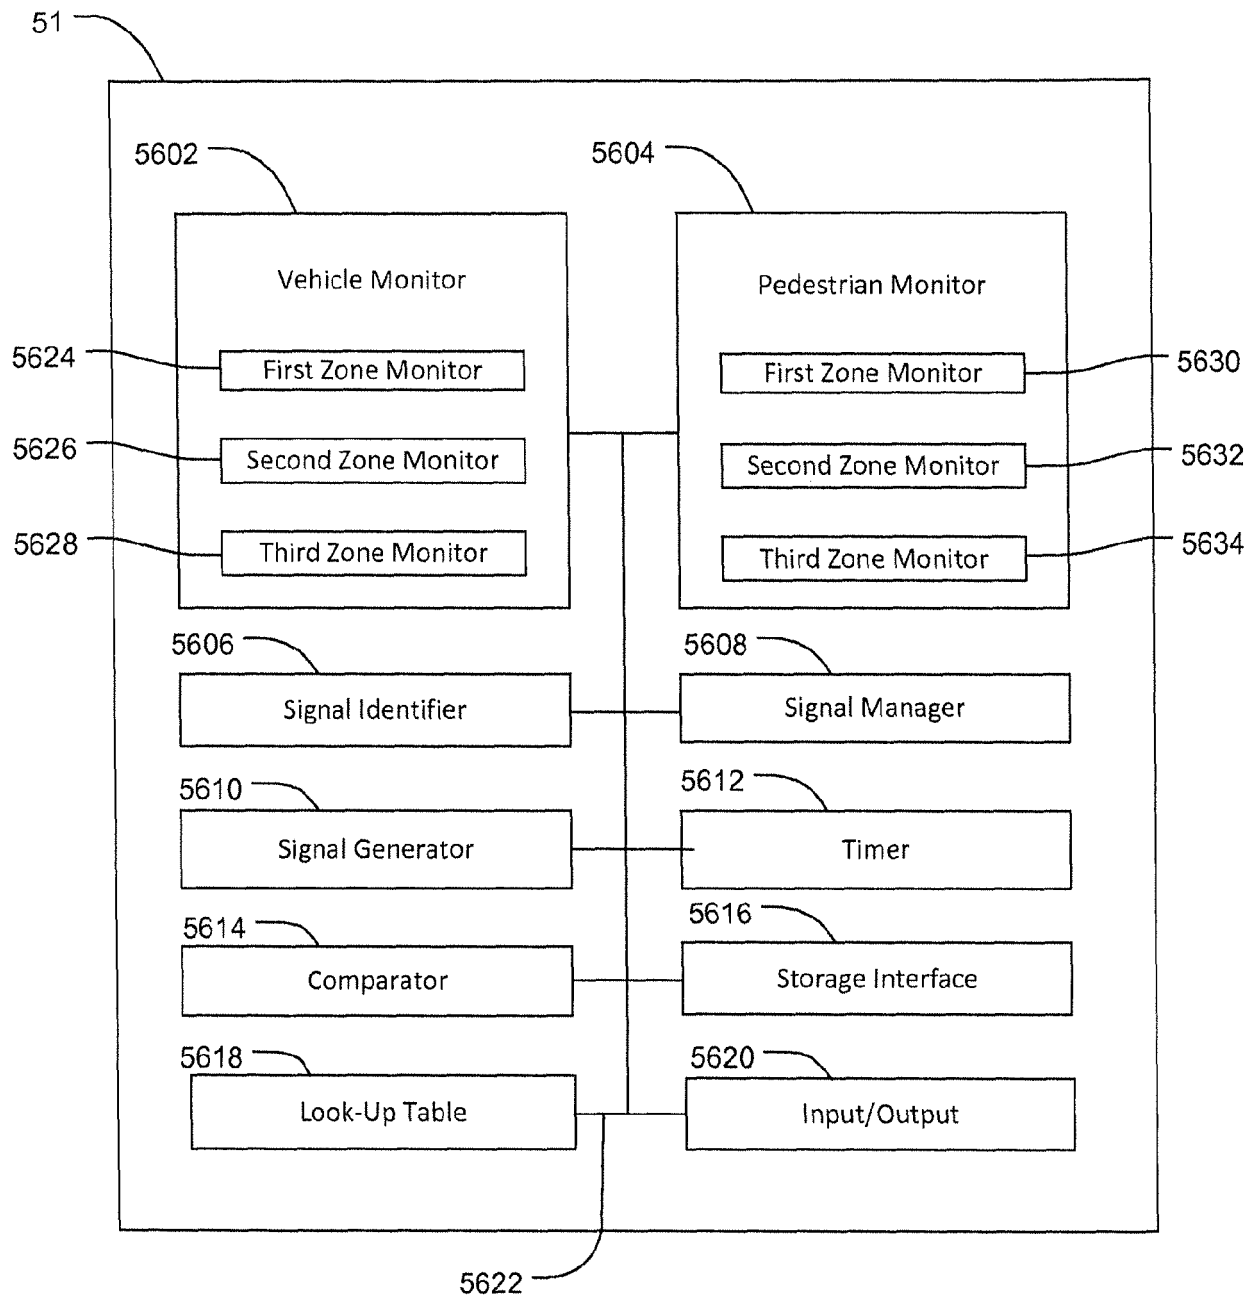 51
5602
5604
Vehicle Monitor
Pedestrian Monitor
5624
First Zone Monitor
First Zone Monitor
5630
5626
Second Zone Monitor
Second Zone Monitor
5632
5628
Third Zone Monitor
Third Zone Monitor
5634
5606
5608
Signal Identifier
Signal Manager
5610
5612
Signal Generator
Timer
5614
5616
Comparator
Storage Interface
5618
5620
Look-Up Table
Input/Output
5622